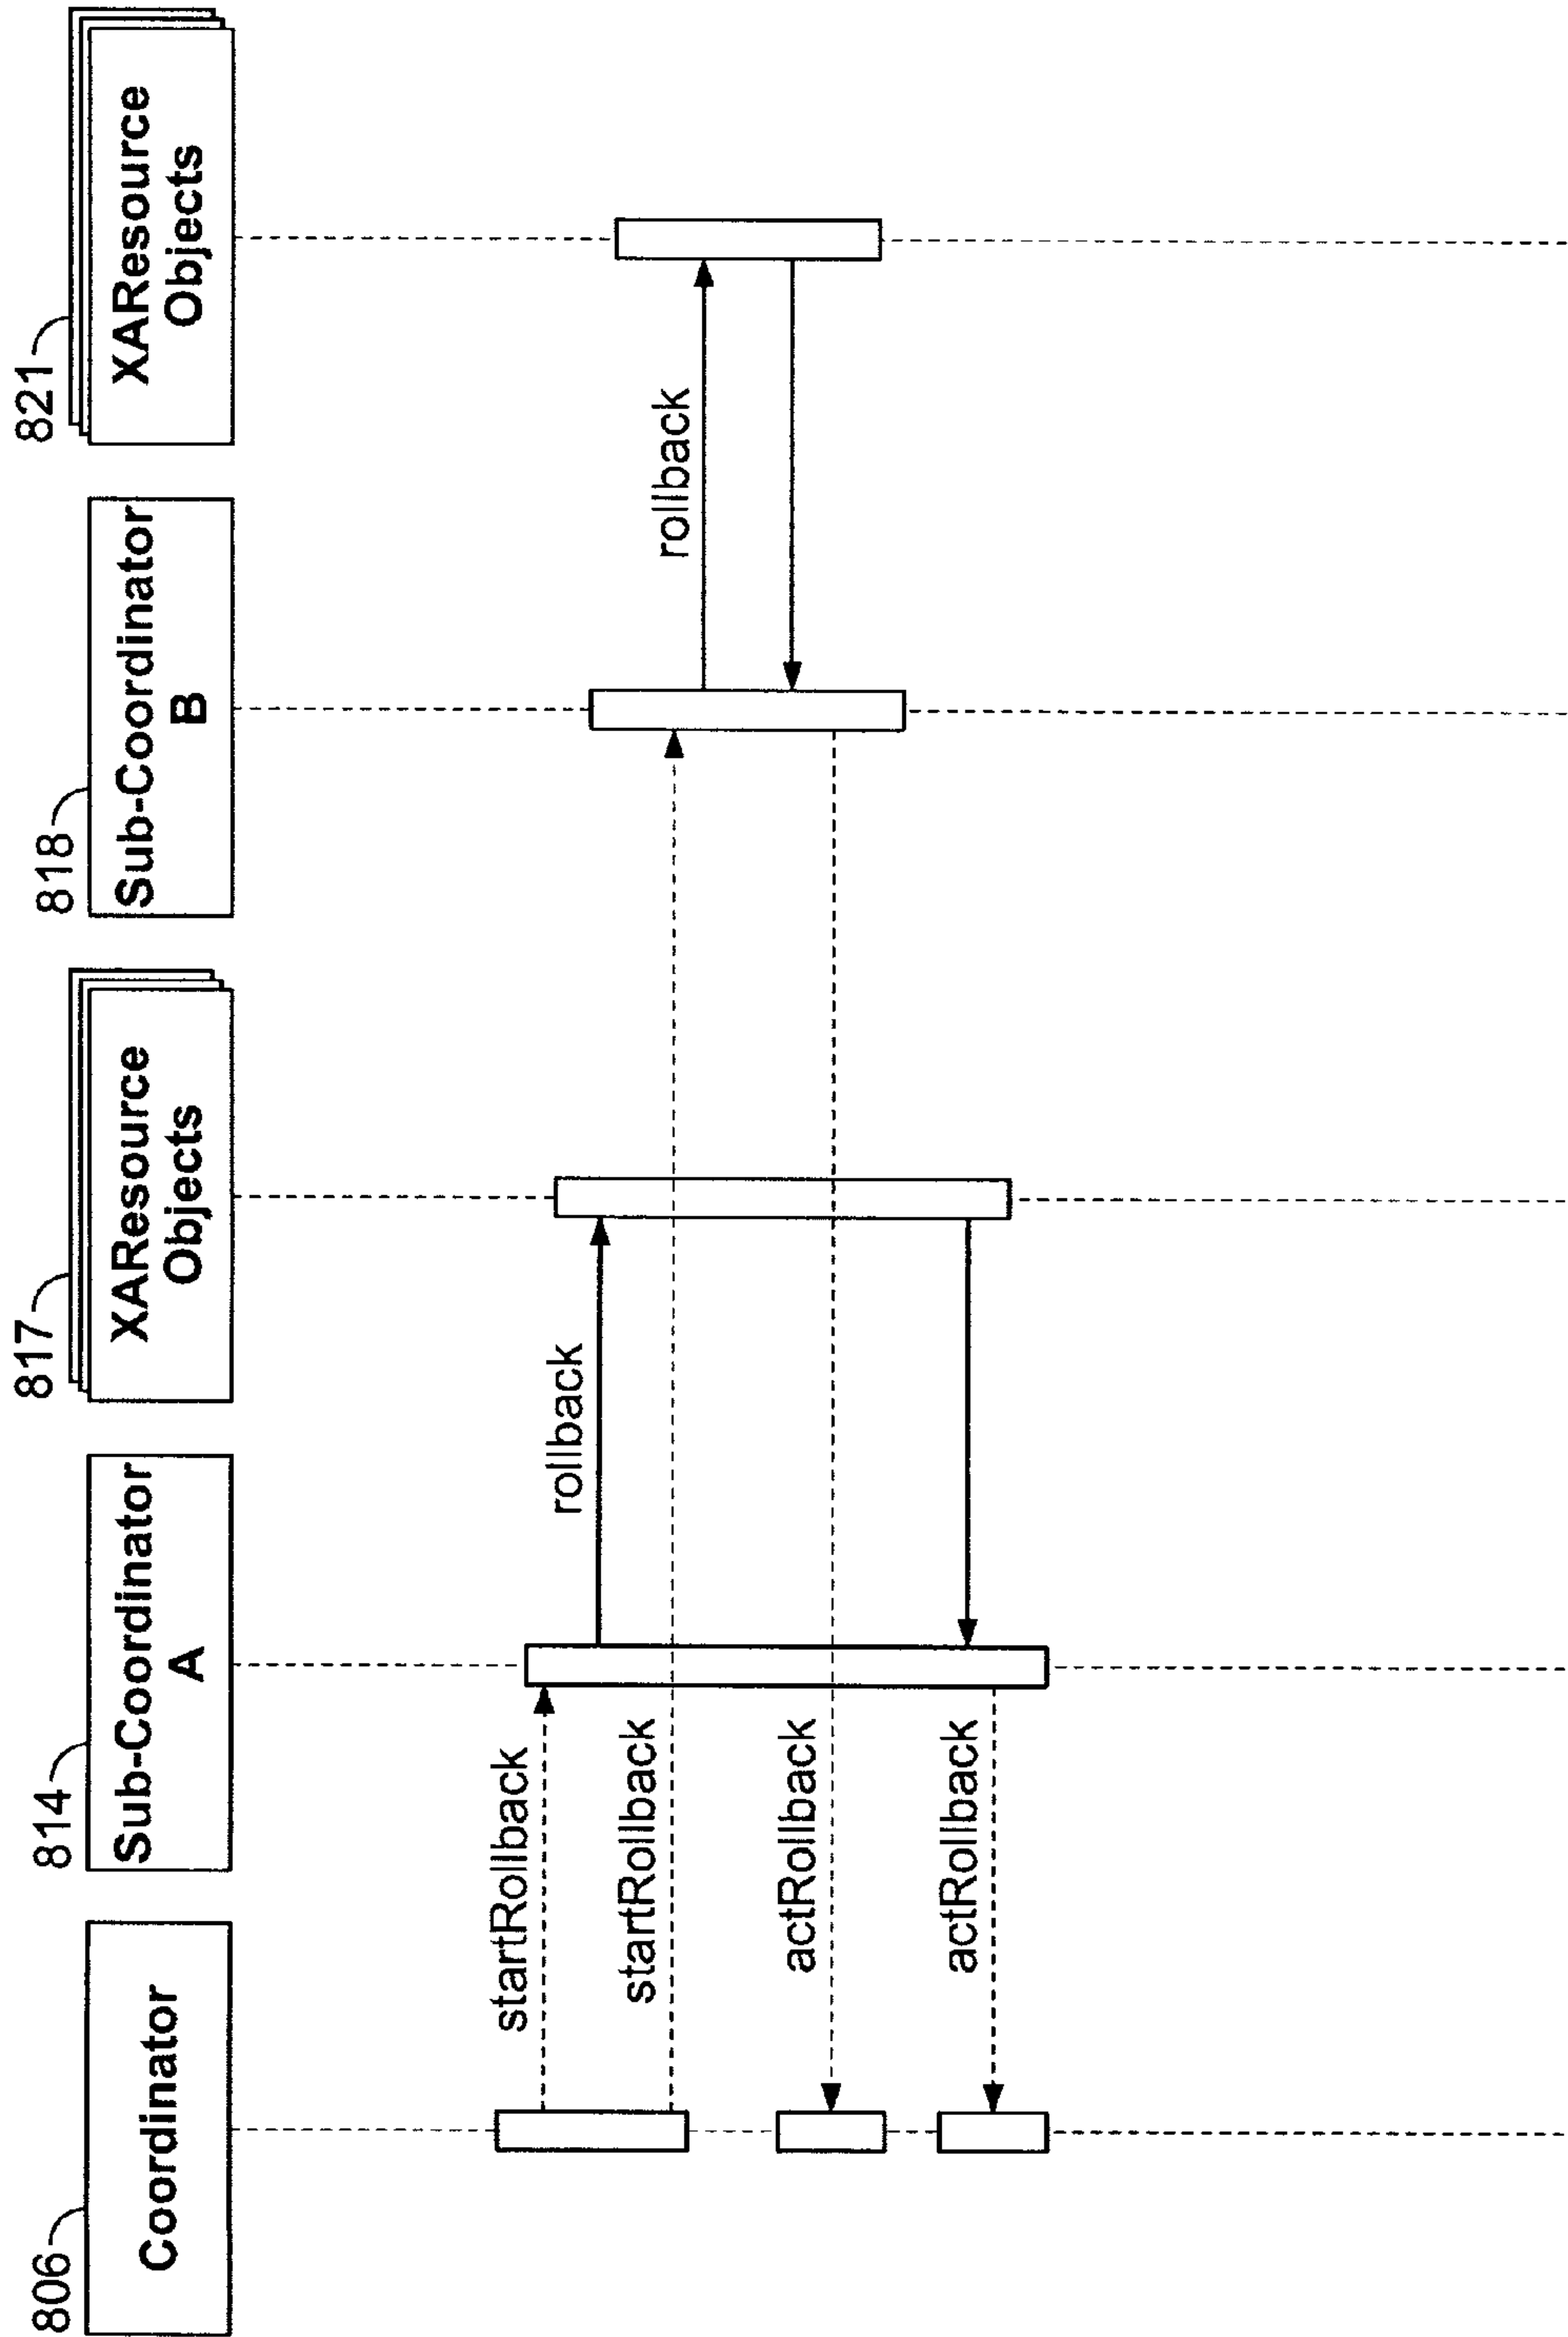 806
Coordinator
814
Sub-Coordinator
A
817
XAResource
Objects
818
Sub-Coordinator
B
821
XAResource
Objects
startRollback
rollback
startRollback
rollback
actRollback
actRollback